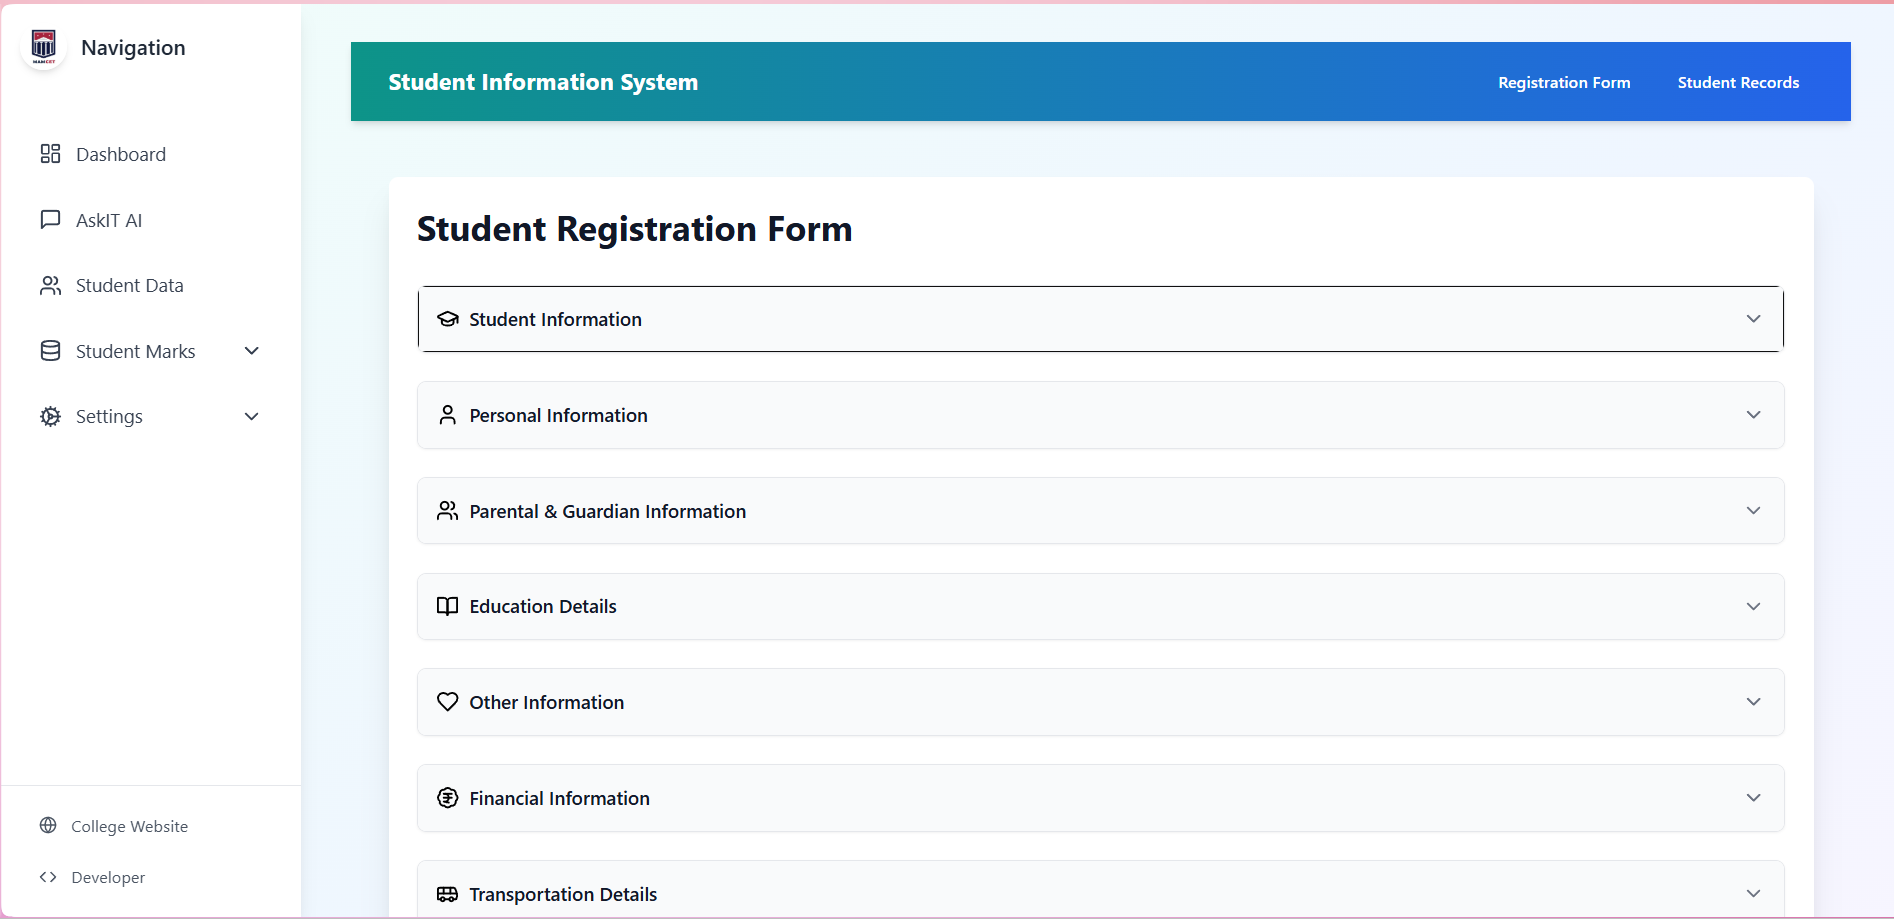 MAMCET
Navigation
Dashboard
AskIT AI
Student Data
Student Marks
Settings
College Website
Developer
Student Information System
Registration Form
Student Records
Student Registration Form
Student Information
Personal Information
Parental & Guardian Information
Education Details
Other Information
Financial Information
Transportation Details